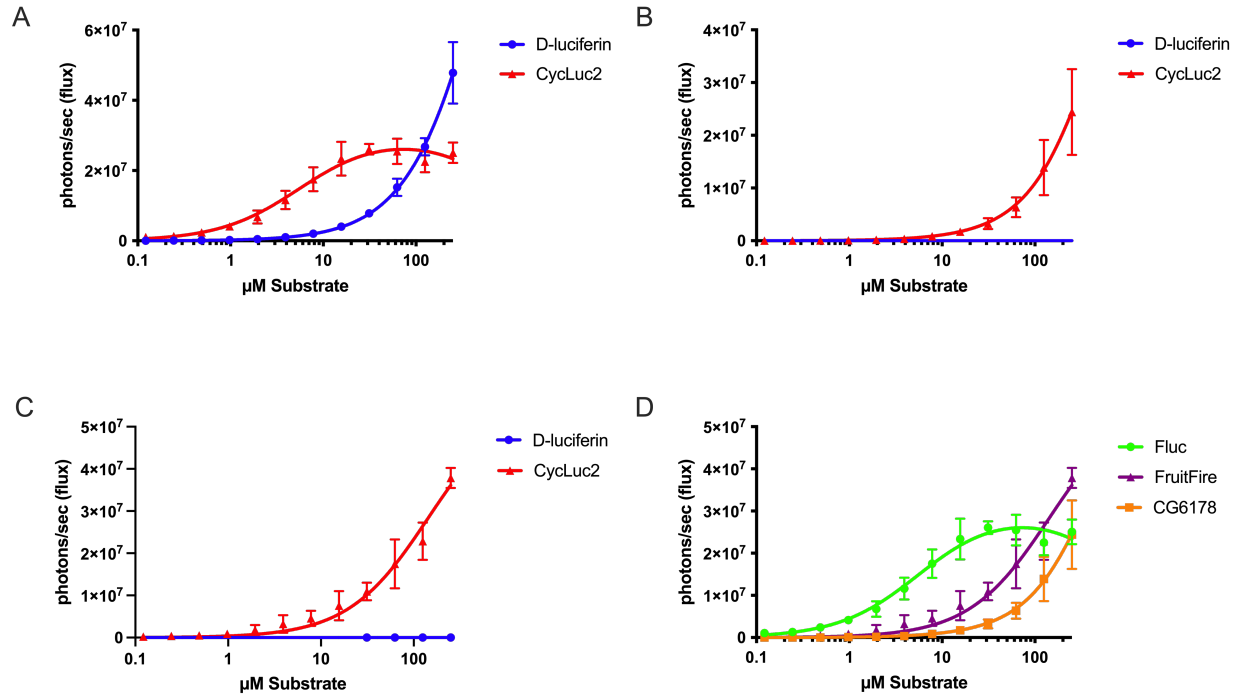 A
photons/sec (flux)
6×10⁷
4×10⁷
2×10⁷
0
0.1 1 10 100
µM Substrate
D-luciferin
CycLuc2
B
photons/sec (flux)
4×10⁷
3×10⁷
2×10⁷
1×10⁷
0
0.1 1 10 100
µM Substrate
D-luciferin
CycLuc2
C
photons/sec (flux)
5×10⁷
4×10⁷
3×10⁷
2×10⁷
1×10⁷
0
0.1 1 10 100
µM Substrate
D-luciferin
CycLuc2
D
photons/sec (flux)
5×10⁷
4×10⁷
3×10⁷
2×10⁷
1×10⁷
0
0.1 1 10 100
µM Substrate
Fluc
FruitFire
CG6178